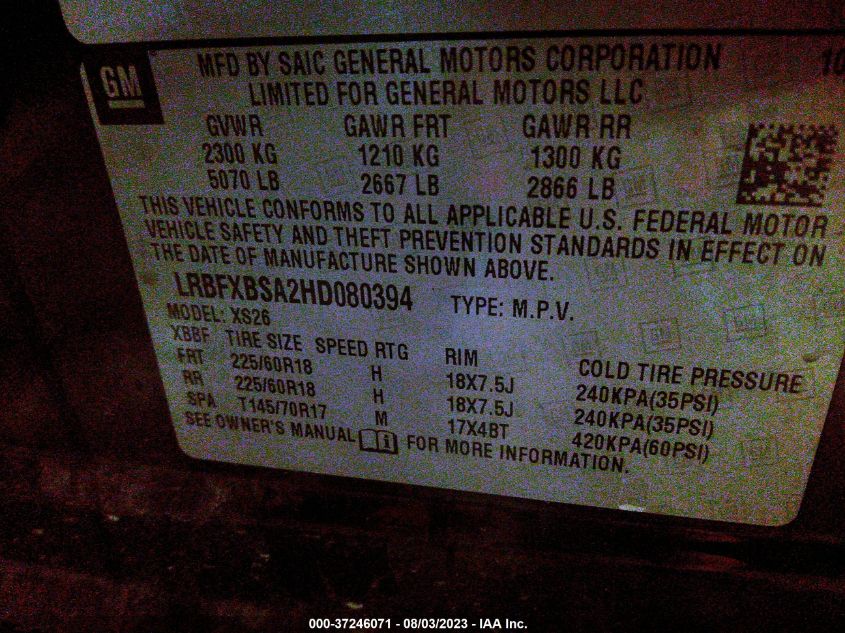 GM
MFD BY SAIC GENERAL MOTORS CORPORATION 10
LIMITED FOR GENERAL MOTORS LLC
GVWR GAWR FRT GAWR RR
2300 KG 1210 KG 1300 KG
5070 LB 2667 LB 2866 LB
THIS VEHICLE CONFORMS TO ALL APPLICABLE U.S. FEDERAL MOTOR
VEHICLE SAFETY AND THEFT PREVENTION STANDARDS IN EFFECT ON
THE DATE OF MANUFACTURE SHOWN ABOVE.
LRBFXBSA2HD080394 TYPE: M.P.V.
MODEL: XS26
XBBF TIRE SIZE SPEED RTG RIM COLD TIRE PRESSURE
FRT 225/60R18 H 18X7.5J 240KPA(35PSI)
RR 225/60R18 H 18X7.5J 240KPA(35PSI)
SPA T145/70R17 M 17X4BT 420KPA(60PSI)
SEE OWNER'S MANUAL FOR MORE INFORMATION.
000-37246071 - 08/03/2023 - IAA Inc.